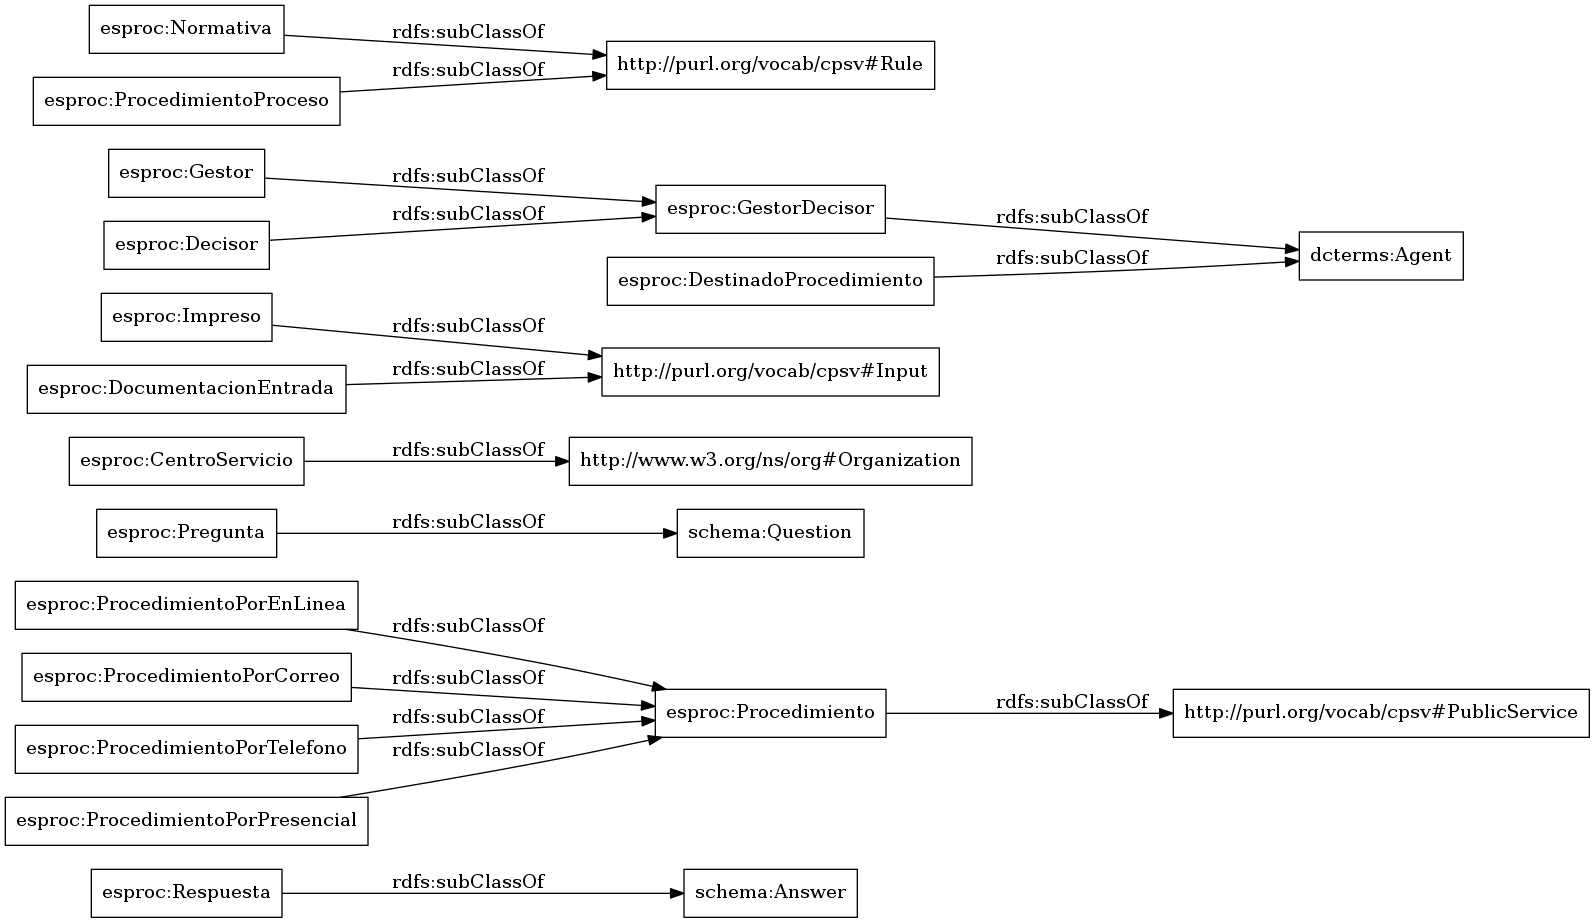 esproc:Normativa
rdfs:subClassOf
http://purl.org/vocab/cpsv#Rule
rdfs:subClassOf
esproc:ProcedimientoProceso
esproc:Gestor
rdfs:subClassOf
esproc:GestorDecisor
rdfs:subClassOf
esproc:Decisor
rdfs:subClassOf
dcterms:Agent
rdfs:subClassOf
esproc:DestinadoProcedimiento
esproc:Impreso
rdfs:subClassOf
http://purl.org/vocab/cpsv#Input
rdfs:subClassOf
esproc:DocumentacionEntrada
esproc:CentroServicio
rdfs:subClassOf
http://www.w3.org/ns/org#Organization
esproc:Pregunta
rdfs:subClassOf
schema:Question
esproc:ProcedimientoPorEnLinea
rdfs:subClassOf
esproc:ProcedimientoPorCorreo
rdfs:subClassOf
esproc:Procedimiento
rdfs:subClassOf
http://purl.org/vocab/cpsv#PublicService
rdfs:subClassOf
esproc:ProcedimientoPorTelefono
rdfs:subClassOf
esproc:ProcedimientoPorPresencial
esproc:Respuesta
rdfs:subClassOf
schema:Answer